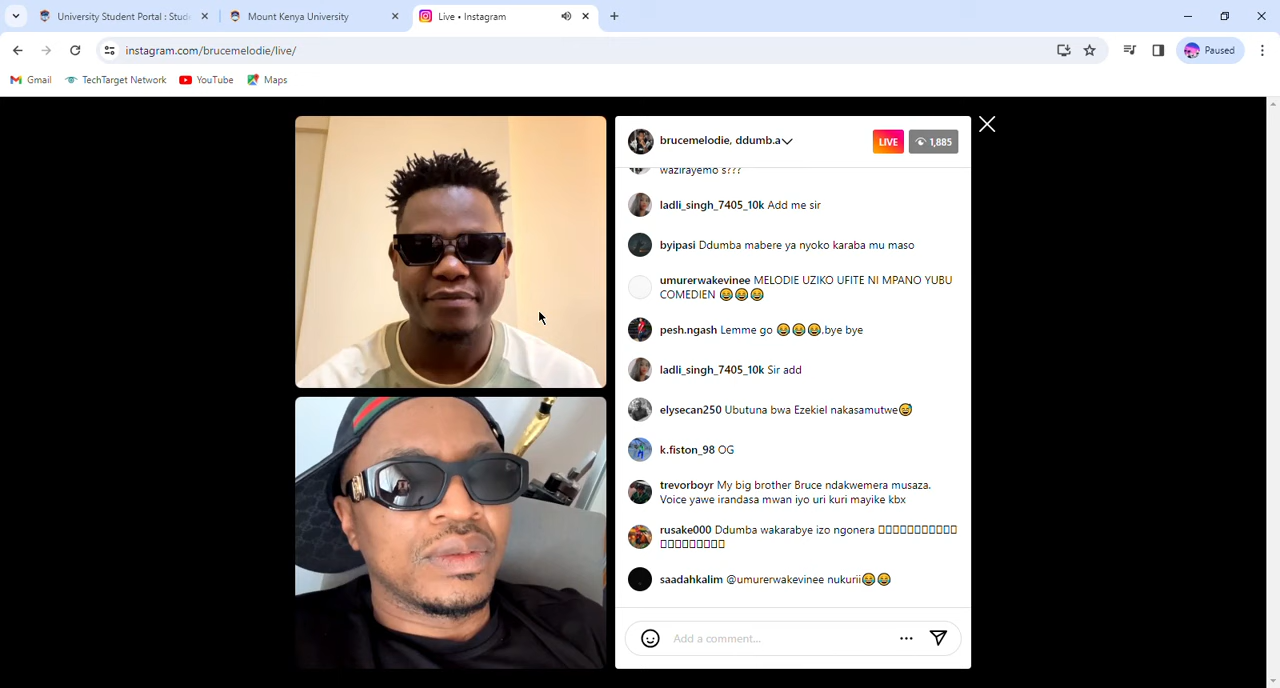 University Student Portal : Stude
Mount Kenya University
Live • Instagram
instagram.com/brucemelodie/live/
Paused
Gmail
TechTarget Network
YouTube
Maps
brucemelodie, ddumb.a
LIVE
1,885
wazirayemo s???
ladli_singh_7405_10k Add me sir
byipasi Ddumba mabere ya nyoko karaba mu maso
umurerwakevinee MELODIE UZIKO UFITE NI MPANO YUBU
COMEDIEN 😂😂😂
pesh.ngash Lemme go 😂😂😂,bye bye
ladli_singh_7405_10k Sir add
elysecan250 Ubutuna bwa Ezekiel nakasamutwe😅
k.fiston_98 OG
trevorboyr My big brother Bruce ndakwemera musaza.
Voice yawe irandasa mwan iyo uri kuri mayike kbx
rusake000 Ddumba wakarabye izo ngonera
saadahkalim @umurerwakevinee nukurii😂😂
Add a comment...